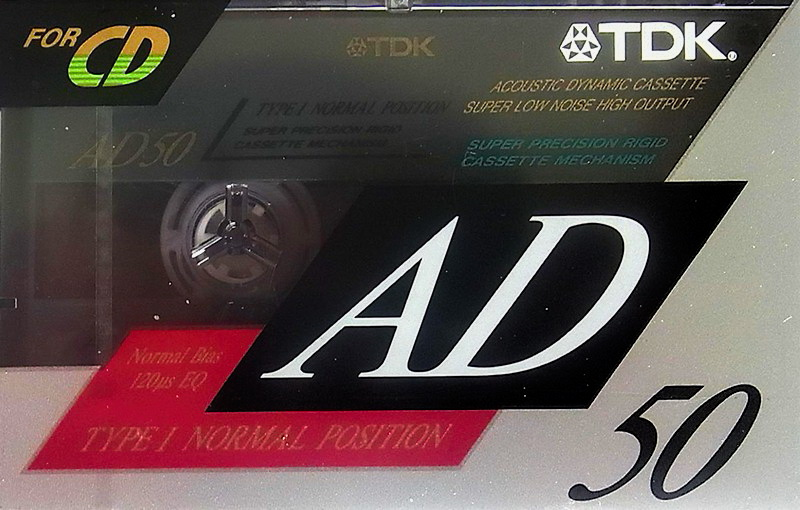 FOR CD
TDK
TDK®
ACOUSTIC DYNAMIC CASSETTE
SUPER LOW NOISE HIGH OUTPUT
TYPE I NORMAL POSITION
SUPER PRECISION RIGID
CASSETTE MECHANISM
AD50
SUPER PRECISION RIGID
CASSETTE MECHANISM
AD
Normal Bias
120μs EQ
TYPE I NORMAL POSITION
50